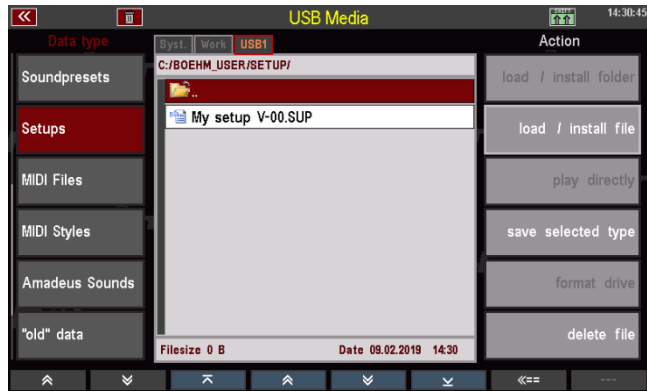 USB Media
14:30:45
Data type
Syst. Work USB1
Action
C:/BOEHM_USER/SETUP/
Soundpresets
..
load / install folder
My setup V-00.SUP
Setups
load / install file
MIDI Files
play directly
MIDI Styles
save selected type
Amadeus Sounds
format drive
"old" data
delete file
Filesize 0 B Date 09.02.2019 14:30
«== ---